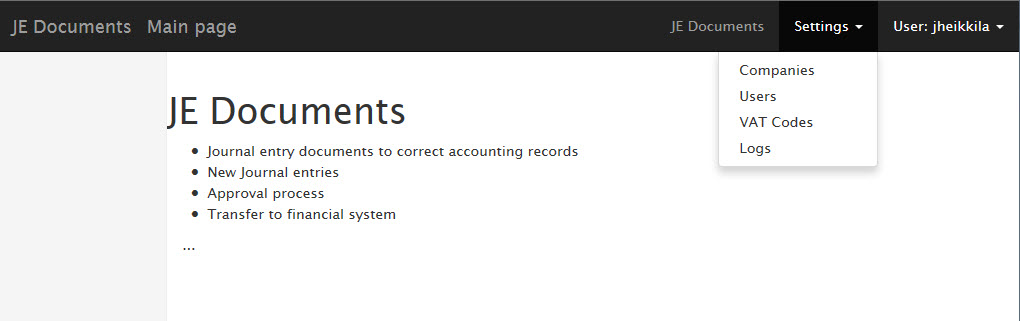 JE Documents Main page JE Documents Settings User: jheikkila
Companies
Users
VAT Codes
Logs
JE Documents
• Journal entry documents to correct accounting records
• New Journal entries
• Approval process
• Transfer to financial system
...